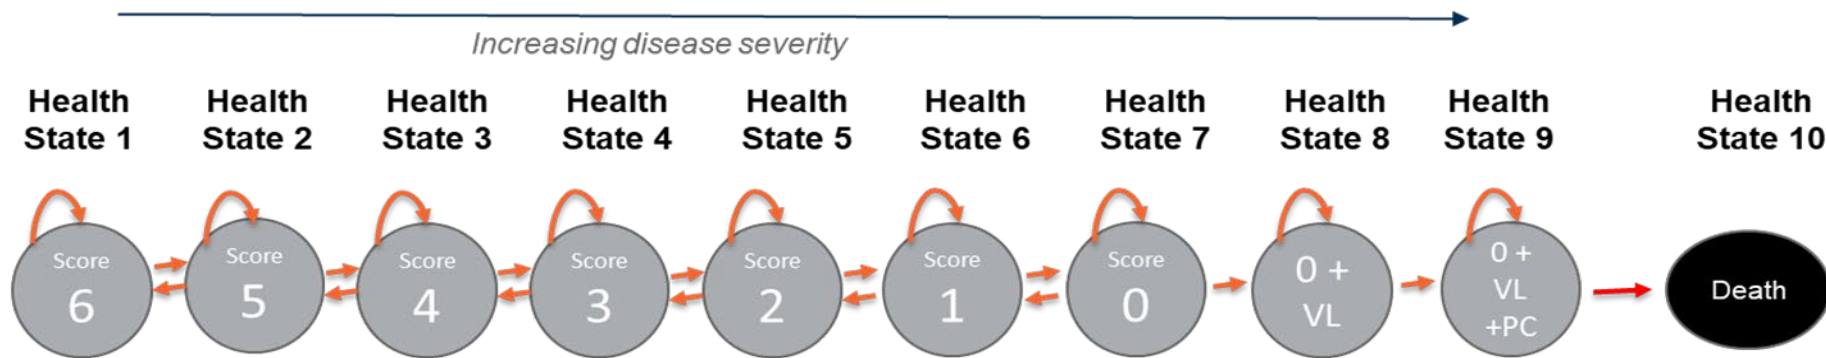 Increasing disease severity
Health
State 1
Health
State 2
Health
State 3
Health
State 4
Health
State 5
Health
State 6
Health
State 7
Health
State 8
Health
State 9
Health
State 10
Score
6
Score
5
Score
4
Score
3
Score
2
Score
1
Score
0
0 +
VL
0 +
VL
+PC
Death